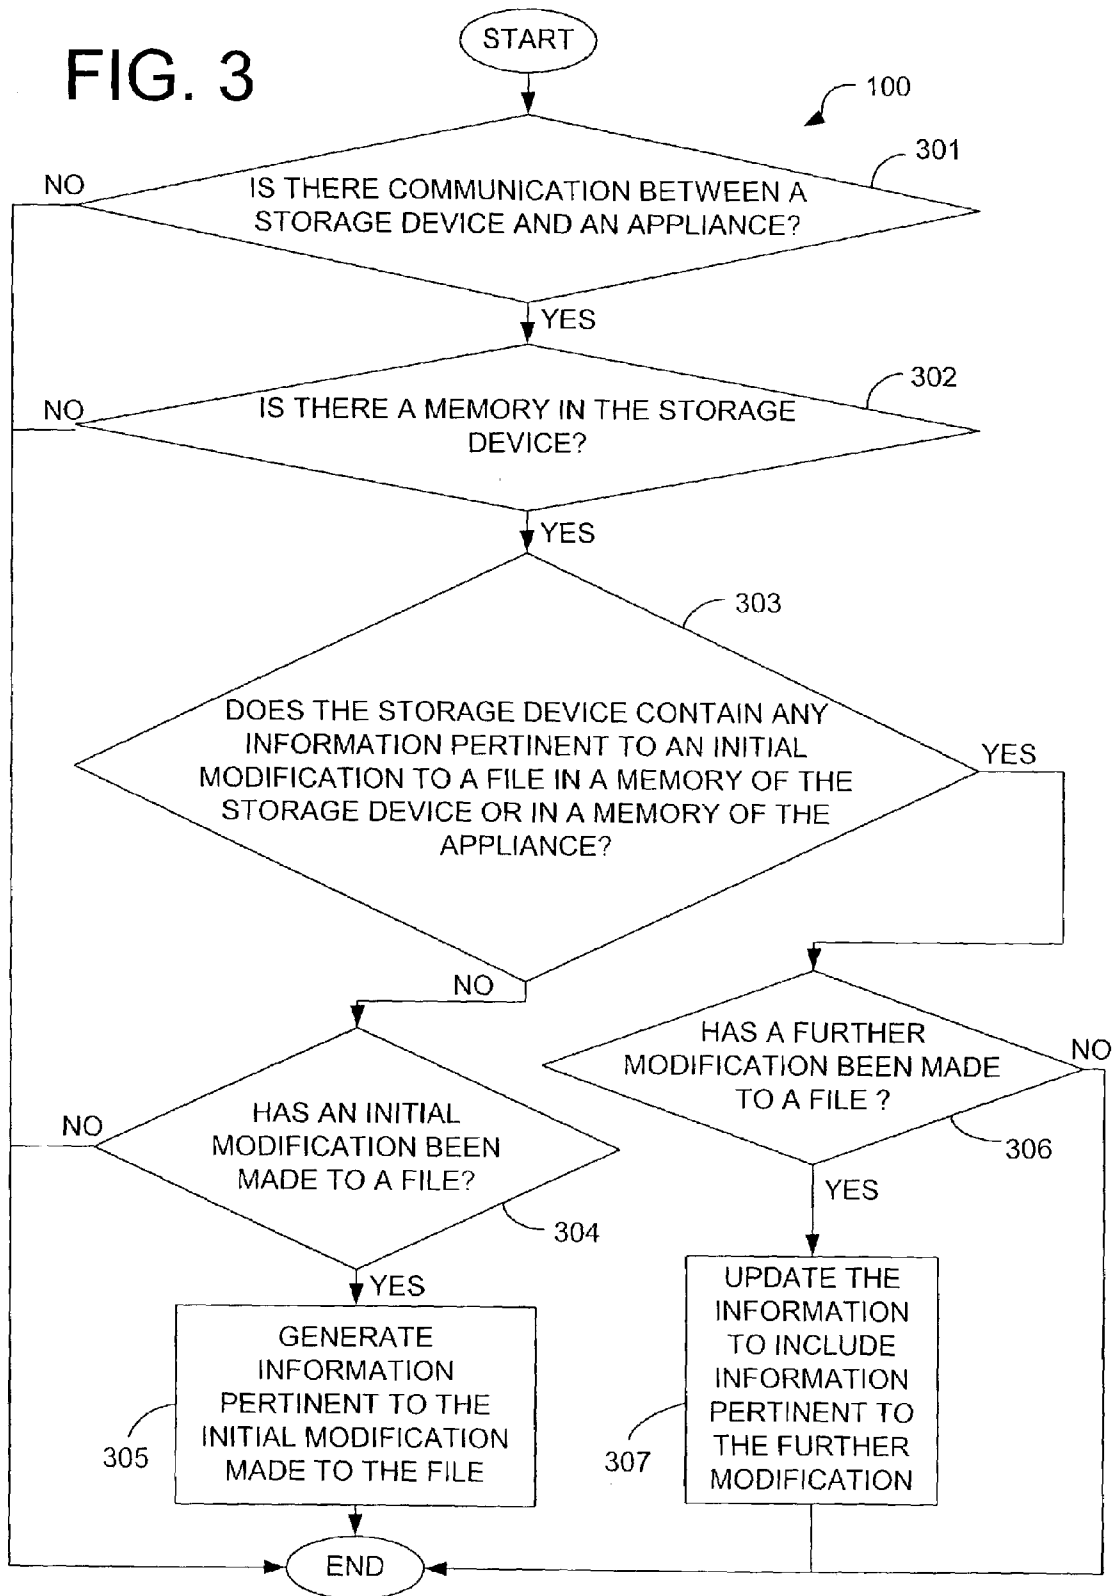 FIG. 3
START
100
301
NO
IS THERE COMMUNICATION BETWEEN A
STORAGE DEVICE AND AN APPLIANCE?
YES
302
NO
IS THERE A MEMORY IN THE STORAGE
DEVICE?
YES
303
DOES THE STORAGE DEVICE CONTAIN ANY
INFORMATION PERTINENT TO AN INITIAL
MODIFICATION TO A FILE IN A MEMORY OF THE
STORAGE DEVICE OR IN A MEMORY OF THE
APPLIANCE?
YES
NO
HAS A FURTHER
MODIFICATION BEEN MADE
TO A FILE ?
NO
306
YES
NO
HAS AN INITIAL
MODIFICATION BEEN
MADE TO A FILE?
304
YES
GENERATE
INFORMATION
PERTINENT TO THE
INITIAL MODIFICATION
MADE TO THE FILE
305
UPDATE THE
INFORMATION
TO INCLUDE
INFORMATION
PERTINENT TO
THE FURTHER
MODIFICATION
307
END